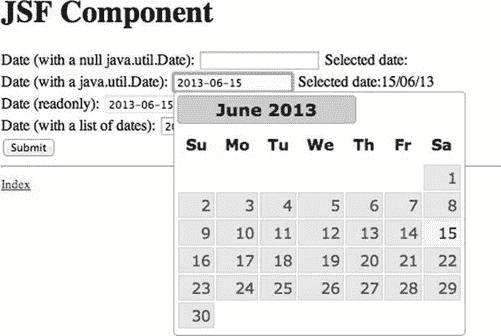 JSF Component
Date (with a null java.util.Date): Selected date:
Date (with a java.util.Date): 2013-06-15 Selected date:15/06/13
Date (readonly): 2013-06-15
Date (with a list of dates):
Submit
Index
June 2013
Su Mo Tu We Th Fr Sa
1
2 3 4 5 6 7 8
9 10 11 12 13 14 15
16 17 18 19 20 21 22
23 24 25 26 27 28 29
30